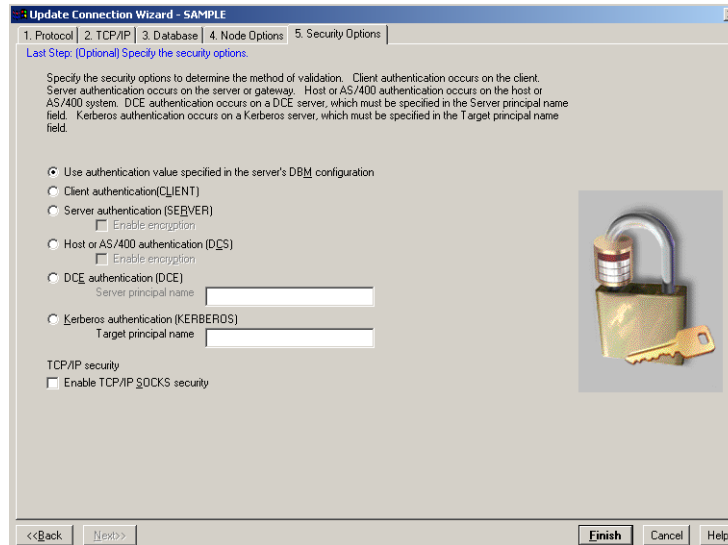 Update Connection Wizard - SAMPLE
1. Protocol 2. TCP/IP 3. Database 4. Node Options 5. Security Options
Last Step: (Optional) Specify the security options.
Specify the security options to determine the method of validation. Client authentication occurs on the client.
Server authentication occurs on the server or gateway. Host or AS/400 authentication occurs on the host or
AS/400 system. DCE authentication occurs on a DCE server, which must be specified in the Server principal name
field. Kerberos authentication occurs on a Kerberos server, which must be specified in the Target principal name
field.
Use authentication value specified in the server's DBM configuration
Client authentication(CLIENT)
Server authentication (SERVER)
Enable encryption
Host or AS/400 authentication (DCS)
Enable encryption
DCE authentication (DCE)
Server principal name
Kerberos authentication (KERBEROS)
Target principal name
TCP/IP security
Enable TCP/IP SOCKS security
<<Back Next>> Finish Cancel Help